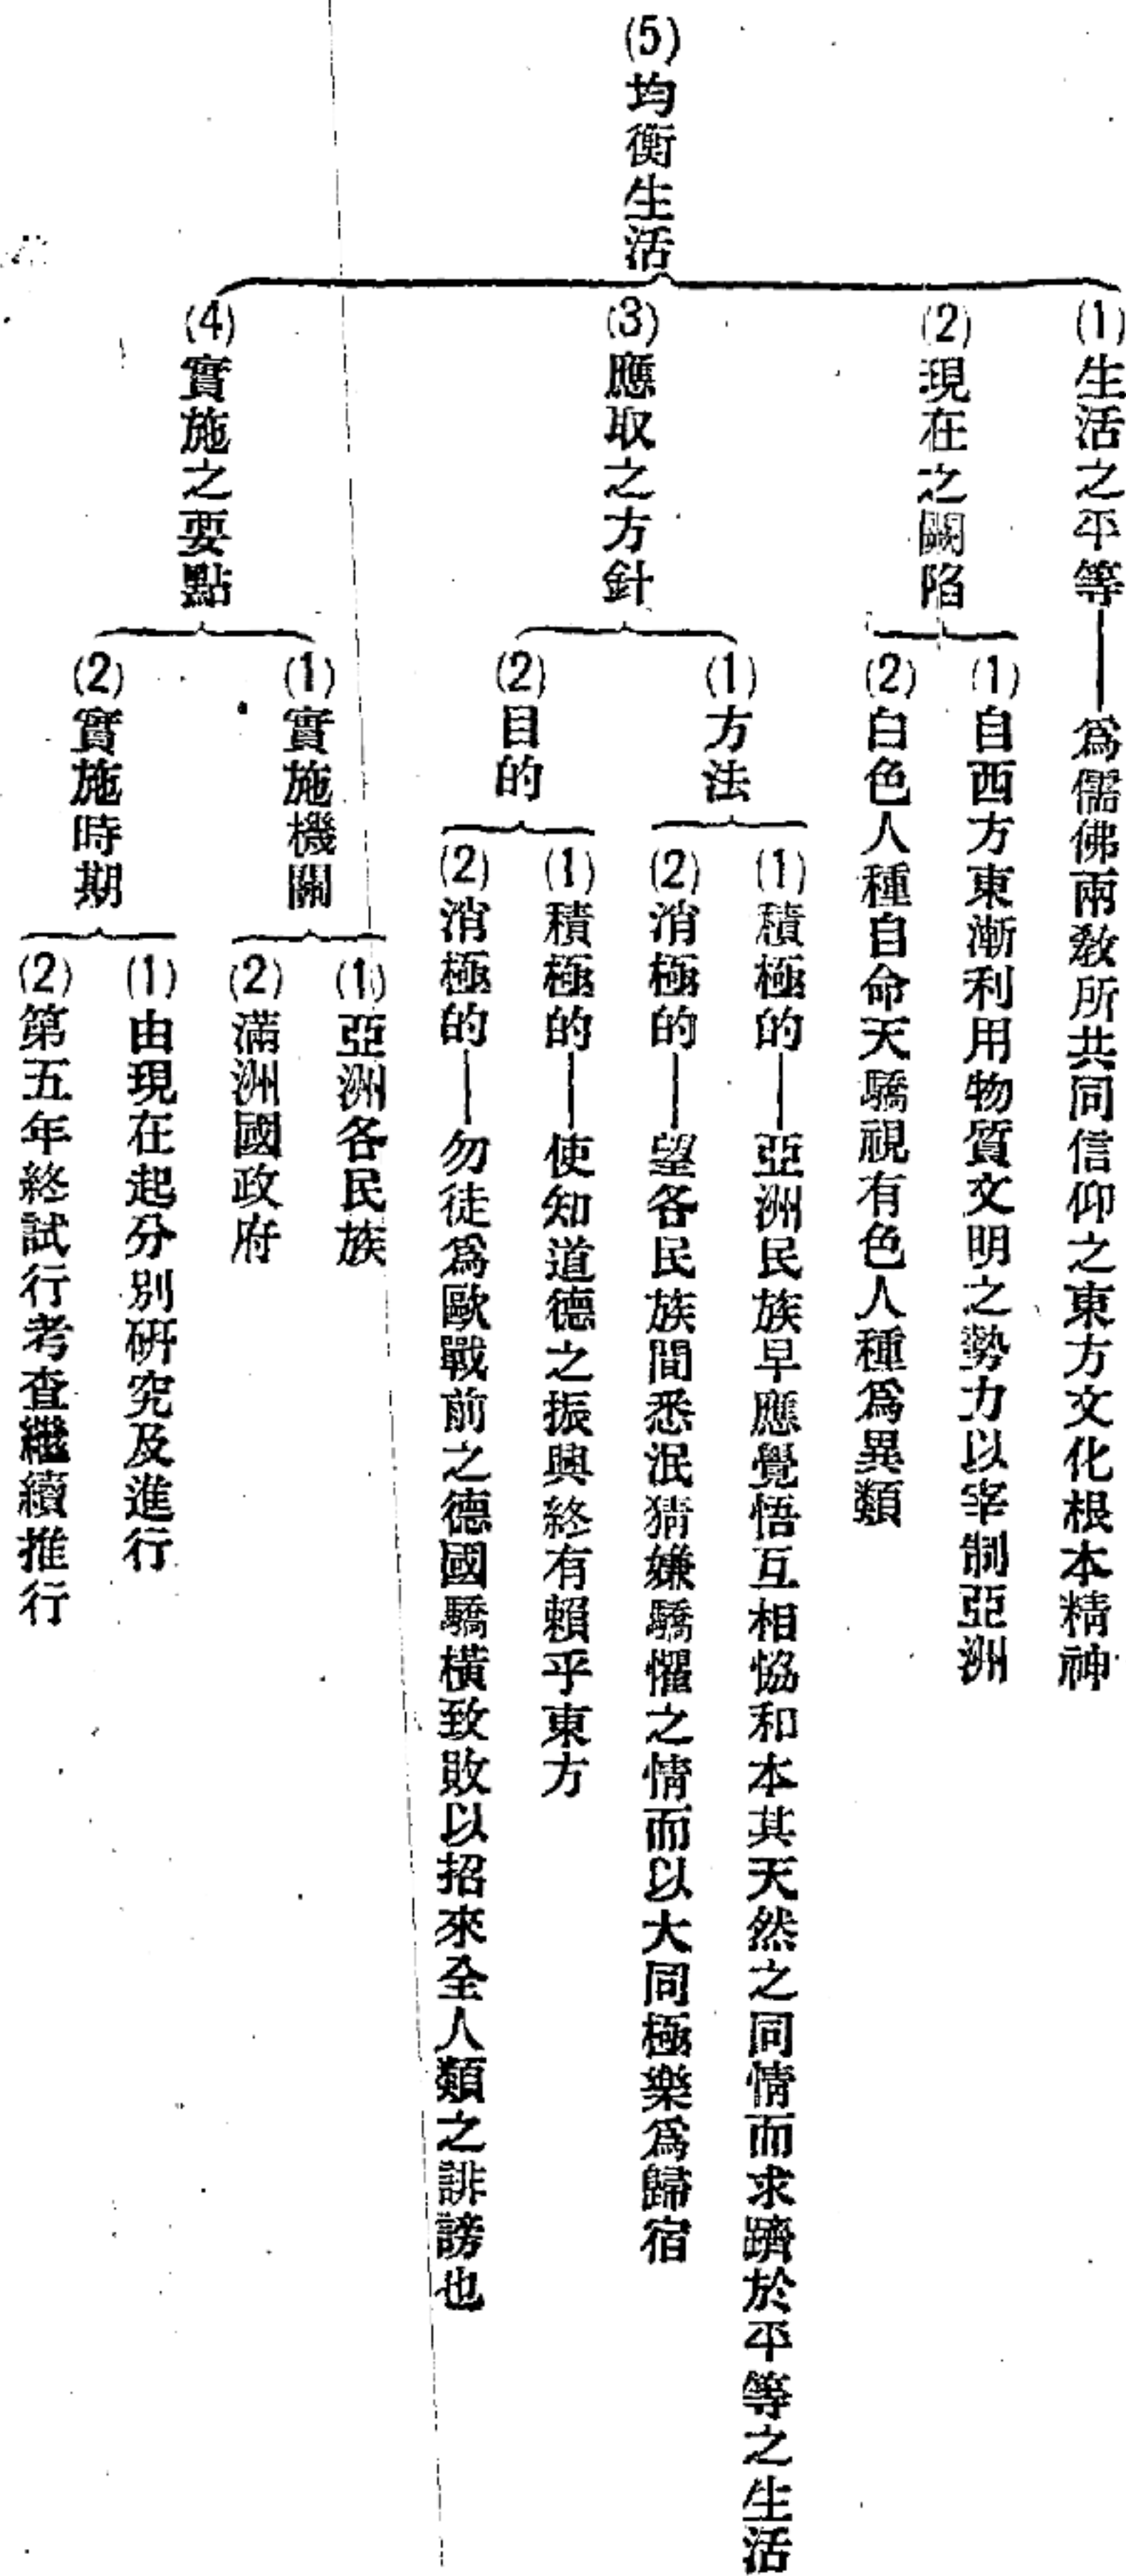 (5)均衡生活
(1)生活之平等——爲儒佛兩教所共同信仰之東方文化根本精神
(2)現在之闕陷
(1)自西方東漸利用物質文明之勢力以宰制亞洲
(2)白色人種自命天驕視有色人種爲異類
(3)應取之方針
(1)方法
(1)積極的——亞洲民族早應覺悟互相恊和本其天然之同情而求躋於平等之生活
(2)消極的——望各民族間悉泯猜嫌驕懼之情而以大同極樂爲歸宿
(2)目的
(1)積極的——使知道德之振興終有賴乎東方
(2)消極的——勿徒爲歐戰前之德國驕橫致敗以招來全人類之誹謗也
(4)實施之要點
(1)實施機關
(1)亞洲各民族
(2)滿洲國政府
(2)實施時期
(1)由現在起分別研究及進行
(2)第五年終試行考查繼續推行